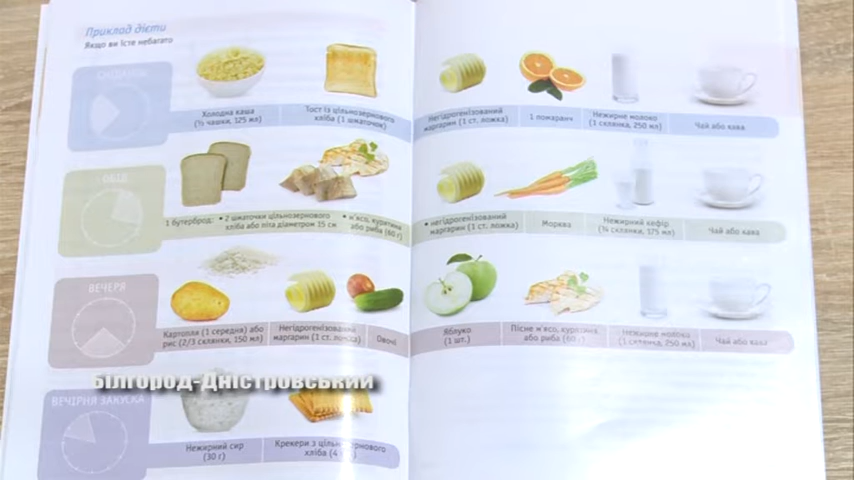 Приклад дієти
Якщо ви їсте небагато
СНІДАНОК
Холодна каша
(½ чашки, 125 мл)
Тост із цільнозернового
хліба (1 шматочок)
Негідрогенізований
маргарин (1 ст. ложка)
1 помаранч
Нежирне молоко
(1 склянка, 250 мл)
Чай або кава
ОБІД
1 бутерброд:
• 2 шматочки цільнозернового
хліба або піта діаметром 15 см
• м'ясо, курятина
або риба (60 г)
• негідрогенізований
маргарин (1 ст. ложка)
Морква
Нежирний кефір
(¾ склянки, 175 мл)
Чай або кава
ВЕЧЕРЯ
Картопля (1 середня) або
рис (2/3 склянки, 150 мл)
Негідрогенізований
маргарин (1 ст. ложка)
Овочі
Яблуко
(1 шт.)
Пісне м'ясо, курятина,
або риба (60 г)
Нежирне молоко
(1 склянка, 250 мл)
Чай або кава
Білгород-Дністровський
ВЕЧІРНЯ ЗАКУСКА
Нежирний сир
(30 г)
Крекери з цільнозернового
хліба (4